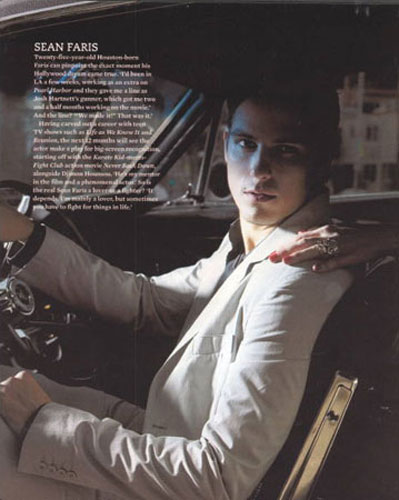 SEAN FARIS
Twenty-five-year-old Houston-born
Faris can pinpoint the exact moment his
Hollywood dream came true. 'I'd been in
LA a few weeks, working as an extra on
Pearl Harbor and they gave me a line as
Josh Hartnett's gunner, which got me two
and a half months working on the movie.'
And the line? '"We made it!" That was it.'
Having carved out a career with teen
TV shows such as Life as We Know It and
Reunion, the next 12 months will see the
actor make a play for big-screen recognition,
starting off with the Karate Kid-meets-
Fight Club action movie Never Back Down,
alongside Djimon Hounsou. 'He's my mentor
in the film and a phenomenal actor.' So is
the real Sean Faris a lover or a fighter? 'It
depends. I'm mainly a lover, but sometimes
you have to fight for things in life.'